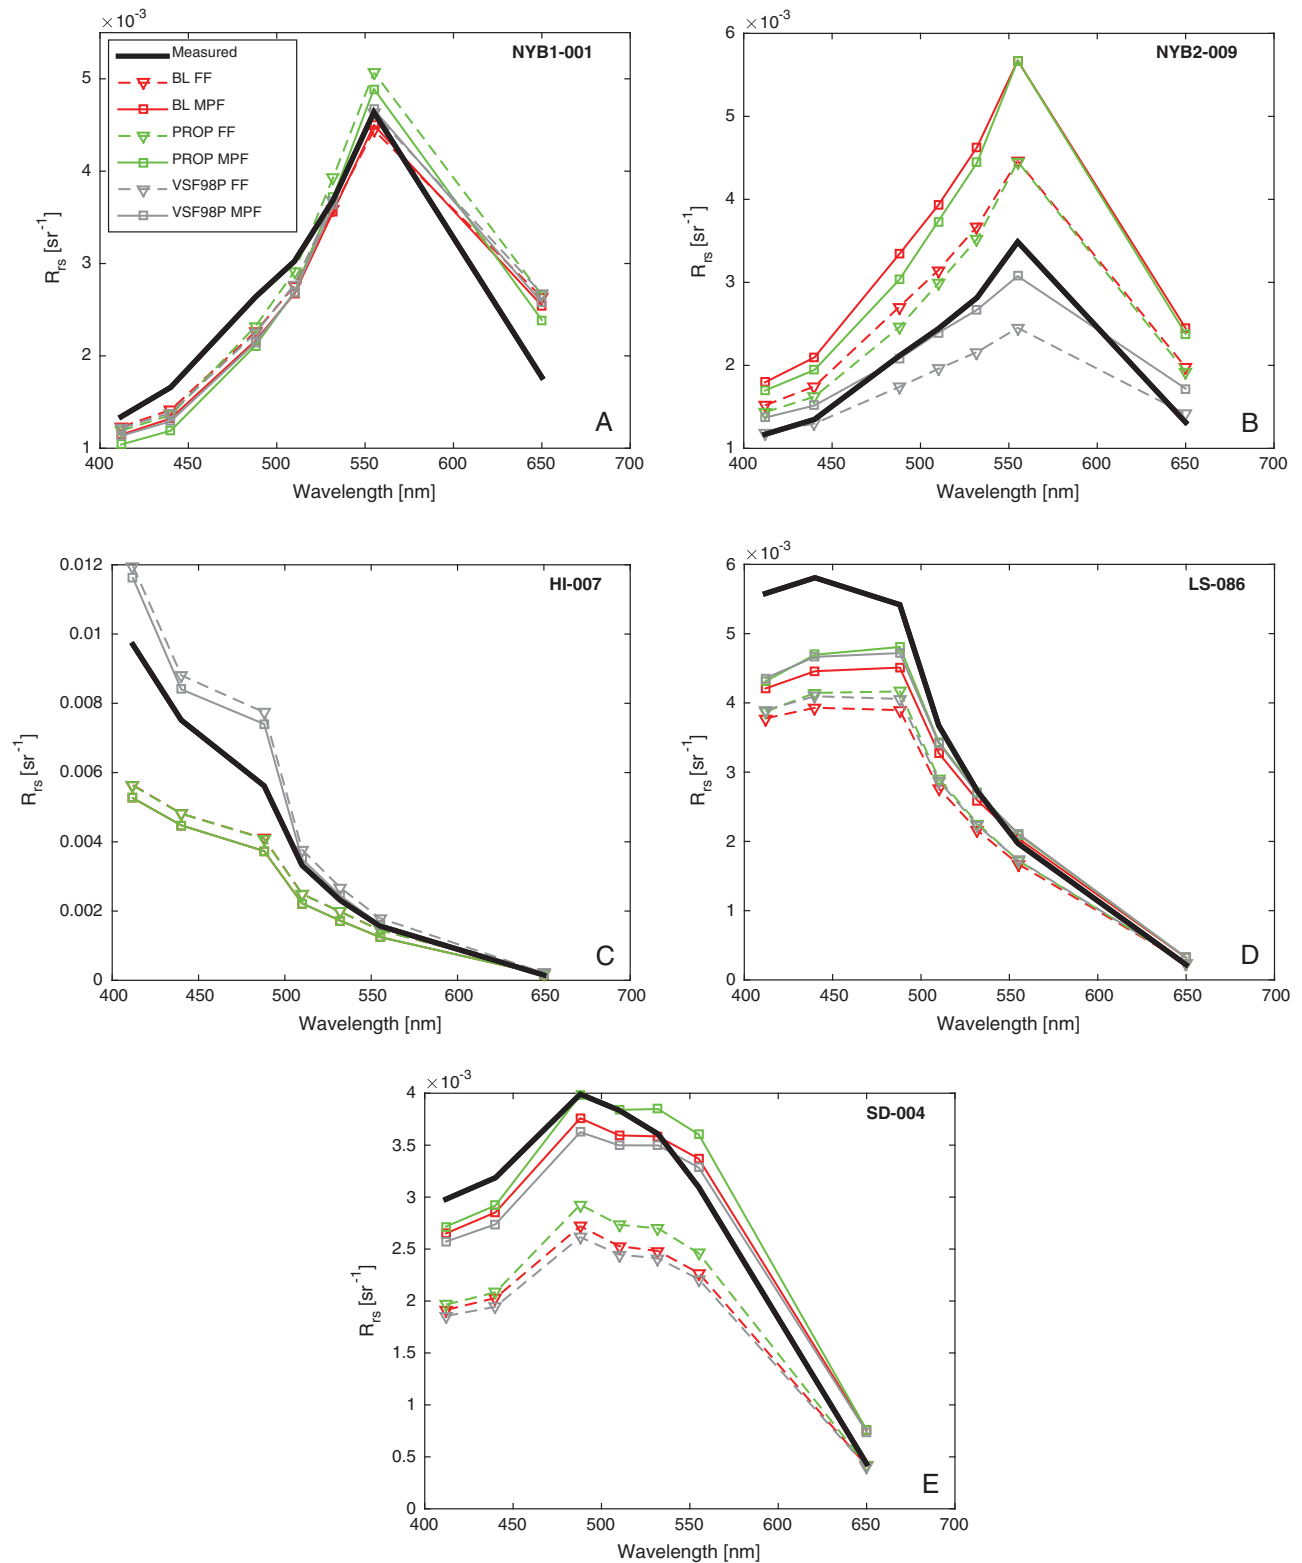 ×10⁻³
NYB1-001
Measured
BL FF
BL MPF
PROP FF
PROP MPF
VSF98P FF
VSF98P MPF
5
4
3
2
1
R_rs [sr⁻¹]
A
400 450 500 550 600 650 700
Wavelength [nm]
×10⁻³
NYB2-009
6
5
4
3
2
1
R_rs [sr⁻¹]
B
400 450 500 550 600 650 700
Wavelength [nm]
HI-007
0.012
0.01
0.008
0.006
0.004
0.002
0
R_rs [sr⁻¹]
C
400 450 500 550 600 650 700
Wavelength [nm]
×10⁻³
LS-086
6
5
4
3
2
1
0
R_rs [sr⁻¹]
D
400 450 500 550 600 650 700
Wavelength [nm]
×10⁻³
SD-004
4
3.5
3
2.5
2
1.5
1
0.5
0
R_rs [sr⁻¹]
E
400 450 500 550 600 650 700
Wavelength [nm]